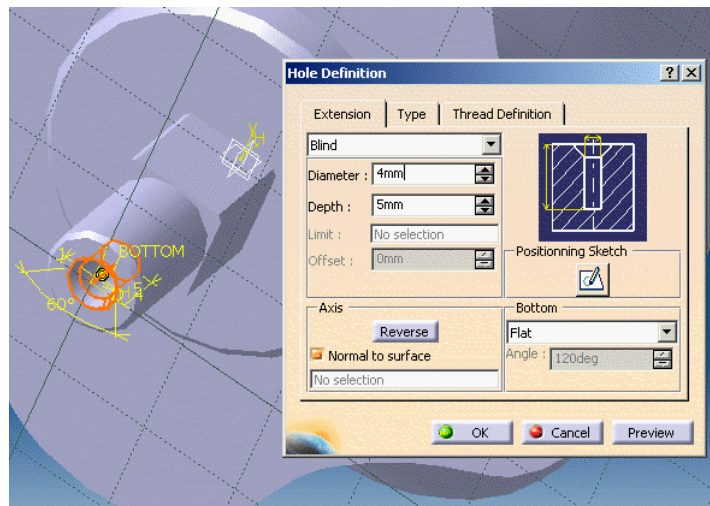 Hole Definition
? X
Extension Type Thread Definition
Blind
Diameter : 4mm
Depth : 5mm
Limit : No selection
Offset : 0mm
Positionning Sketch
Axis
Reverse
Normal to surface
No selection
Bottom
Flat
Angle : 120deg
OK Cancel Preview
BOTTOM
1
60°